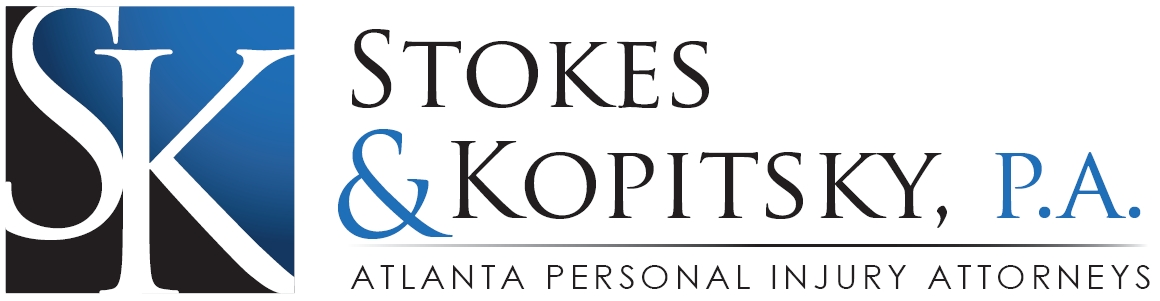 SK
STOKES
& KOPITSKY, P.A.
ATLANTA PERSONAL INJURY ATTORNEYS